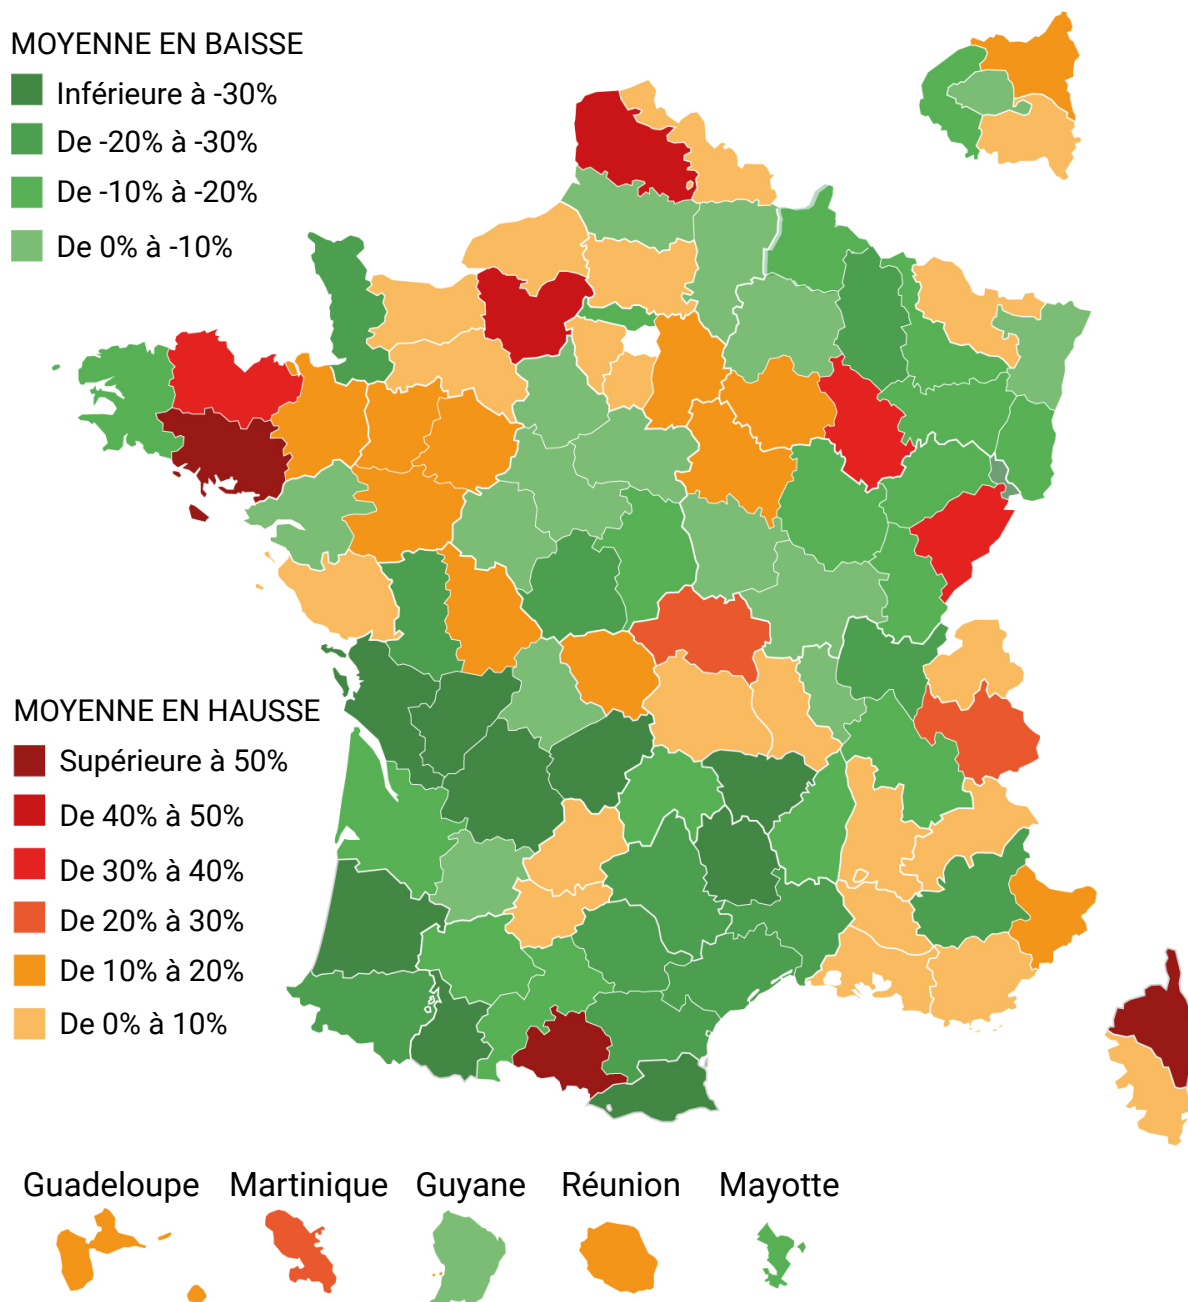 MOYENNE EN BAISSE
Inférieure à -30%
De -20% à -30%
De -10% à -20%
De 0% à -10%
MOYENNE EN HAUSSE
Supérieure à 50%
De 40% à 50%
De 30% à 40%
De 20% à 30%
De 10% à 20%
De 0% à 10%
Guadeloupe Martinique Guyane Réunion Mayotte